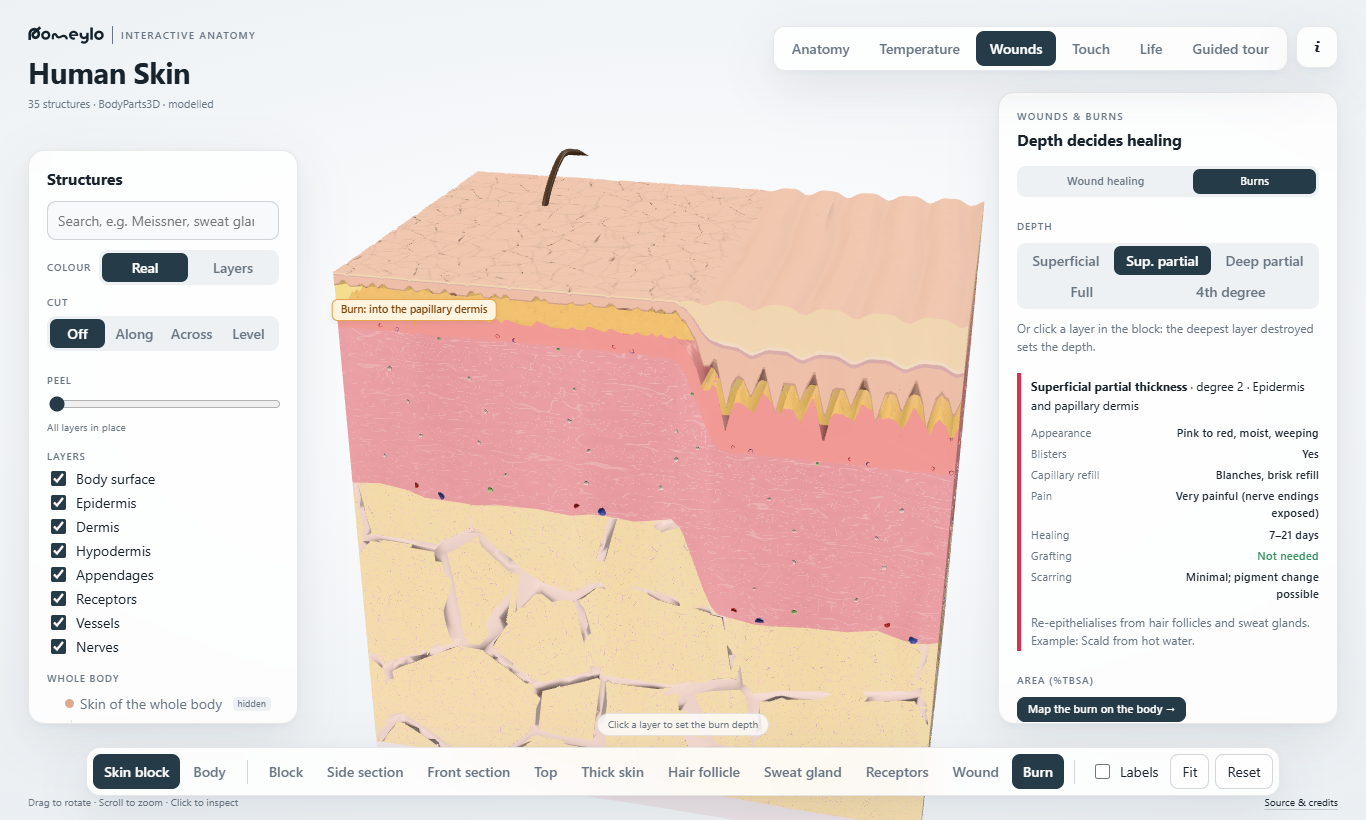 Pomeylo
INTERACTIVE ANATOMY
Human Skin
35 structures · BodyParts3D · modelled
Anatomy
Temperature
Wounds
Touch
Life
Guided tour
i
Structures
Search, e.g. Meissner, sweat glar
COLOUR
Real
Layers
CUT
Off
Along
Across
Level
PEEL
All layers in place
LAYERS
Body surface
Epidermis
Dermis
Hypodermis
Appendages
Receptors
Vessels
Nerves
WHOLE BODY
Skin of the whole body
hidden
Burn: into the papillary dermis
Click a layer to set the burn depth
WOUNDS & BURNS
Depth decides healing
Wound healing
Burns
DEPTH
Superficial
Sup. partial
Deep partial
Full
4th degree
Or click a layer in the block: the deepest layer destroyed
sets the depth.
Superficial partial thickness · degree 2 · Epidermis
and papillary dermis
Appearance Pink to red, moist, weeping
Blisters Yes
Capillary refill Blanches, brisk refill
Pain Very painful (nerve endings
exposed)
Healing 7–21 days
Grafting Not needed
Scarring Minimal; pigment change
possible
Re-epithelialises from hair follicles and sweat glands.
Example: Scald from hot water.
AREA (%TBSA)
Map the burn on the body →
Skin block
Body
Block
Side section
Front section
Top
Thick skin
Hair follicle
Sweat gland
Receptors
Wound
Burn
Labels
Fit
Reset
Drag to rotate · Scroll to zoom · Click to inspect
Source & credits